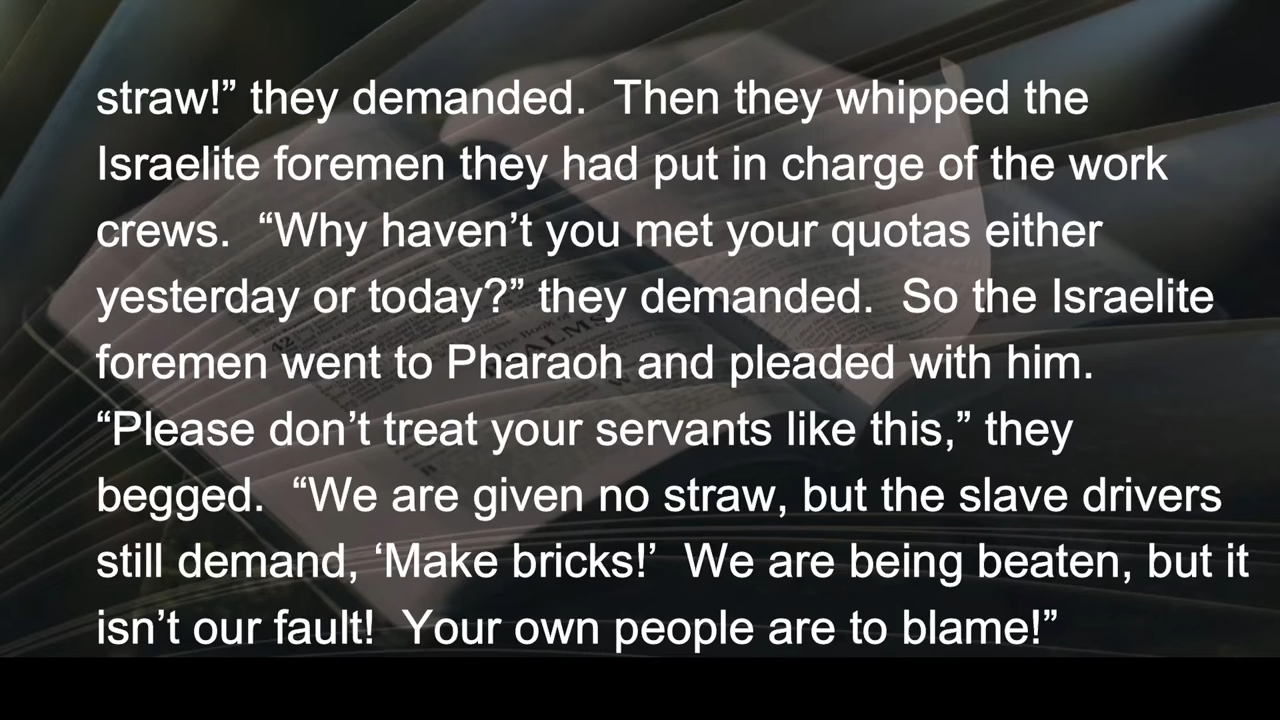 straw!” they demanded.  Then they whipped the
Israelite foremen they had put in charge of the work
crews.  “Why haven’t you met your quotas either
yesterday or today?” they demanded.  So the Israelite
foremen went to Pharaoh and pleaded with him.
“Please don’t treat your servants like this,” they
begged.  “We are given no straw, but the slave drivers
still demand, ‘Make bricks!’  We are being beaten, but it
isn’t our fault!  Your own people are to blame!”
42
The Book
PSALMS